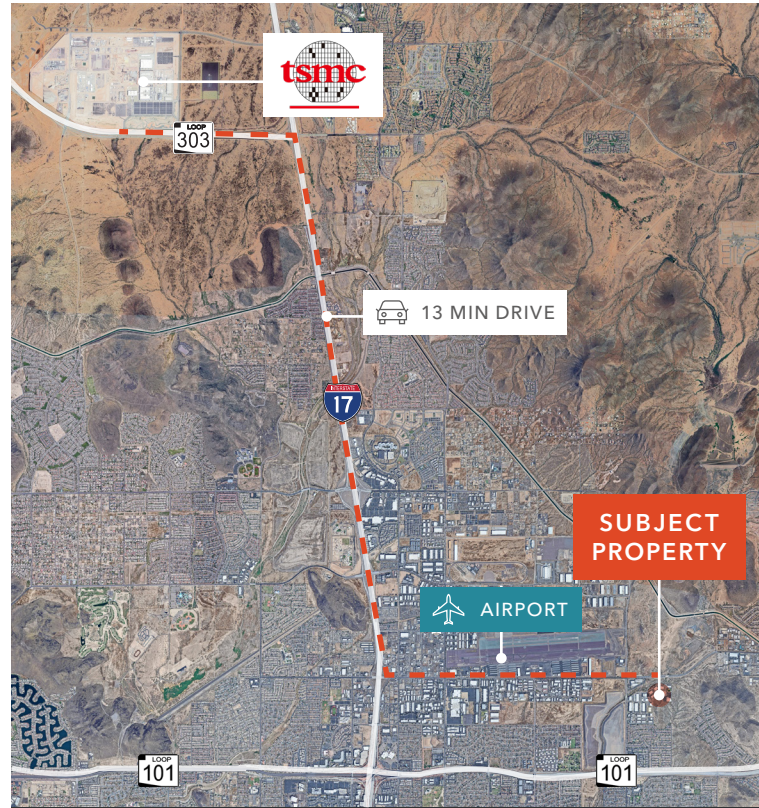 tsmc
LOOP
303
13 MIN DRIVE
INTERSTATE
17
SUBJECT
PROPERTY
AIRPORT
LOOP
101
LOOP
101